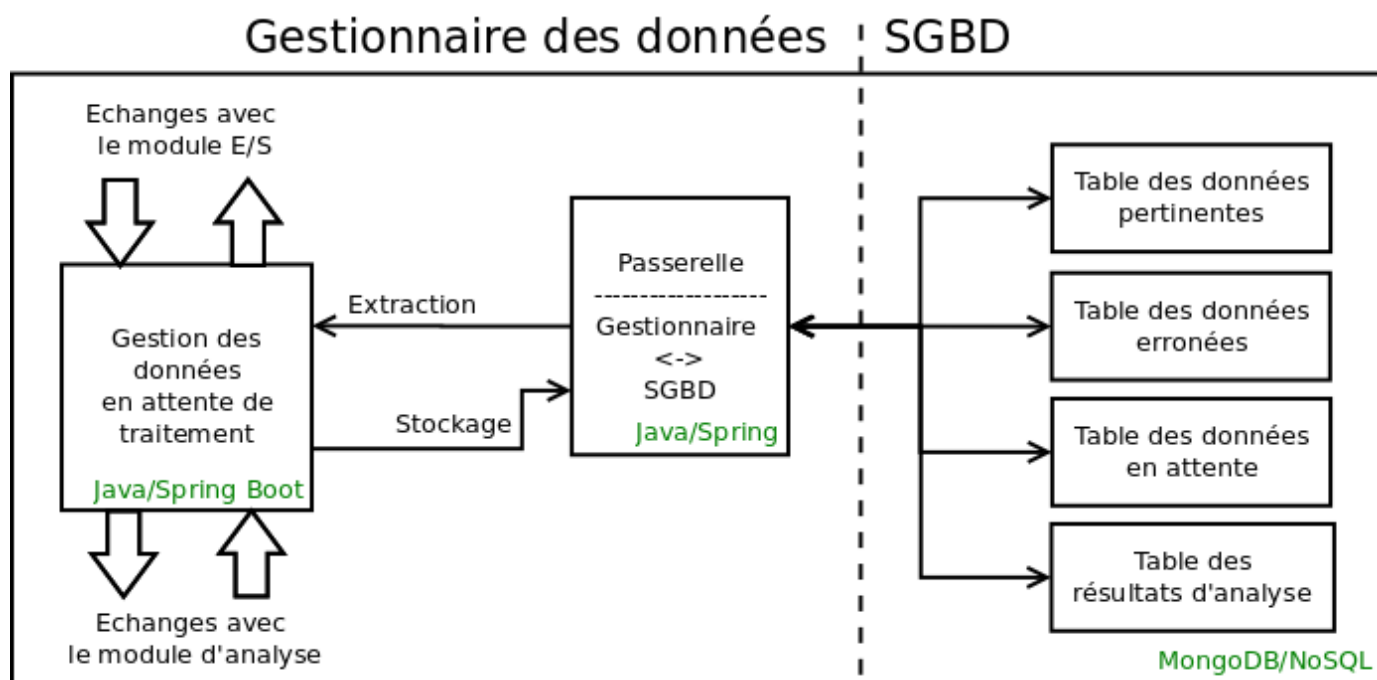 Gestionnaire des données
SGBD
Echanges avec
le module E/S
Gestion des
données
en attente de
traitement
Java/Spring Boot
Echanges avec
le module d'analyse
Extraction
Stockage
Passerelle
-------------------
Gestionnaire
<->
SGBD
Java/Spring
Table des données
pertinentes
Table des données
erronées
Table des données
en attente
Table des
résultats d'analyse
MongoDB/NoSQL